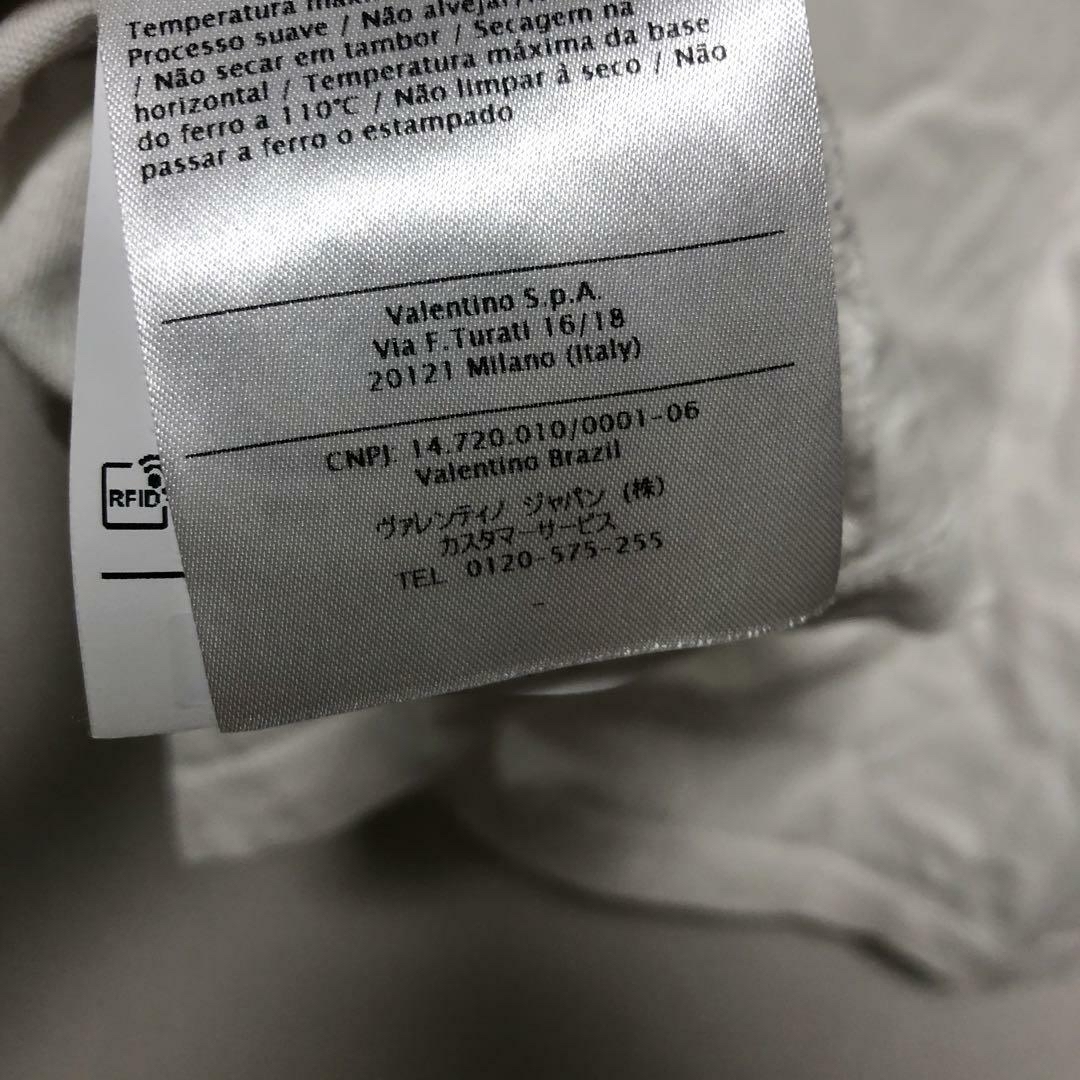 Temperatura
Processo suave / Não alvejar
/ Não secar em tambor / Secagem na
horizontal / Temperatura máxima da base
do ferro a 110°C / Não limpar à seco / Não
passar a ferro o estampado
Valentino S.p.A.
Via F.Turati 16/18
20121 Milano (Italy)
CNPJ: 14.720.010/0001-06
Valentino Brazil
ヴァレンティノ ジャパン (株)
カスタマーサービス
TEL 0120-575-255
-
RFID